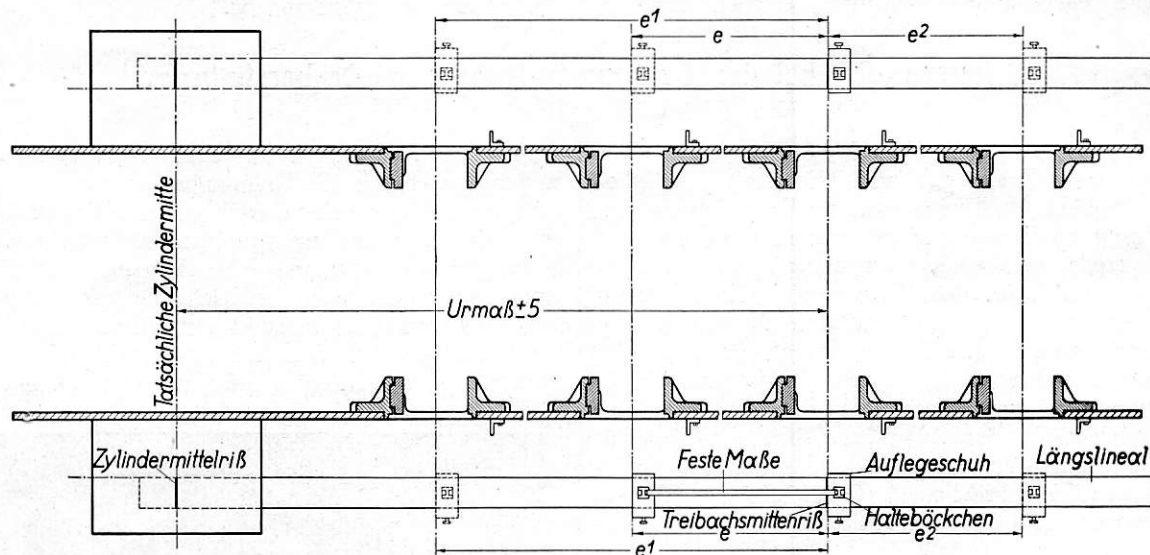 e¹
e
e²
Tatsächliche Zylindermitte
Urmaß±5
Zylindermittelriß
Feste Maße
Auflegeschuh
Längslineal
Treibachsmittenriß
Halteböckchen
e
e²
e¹